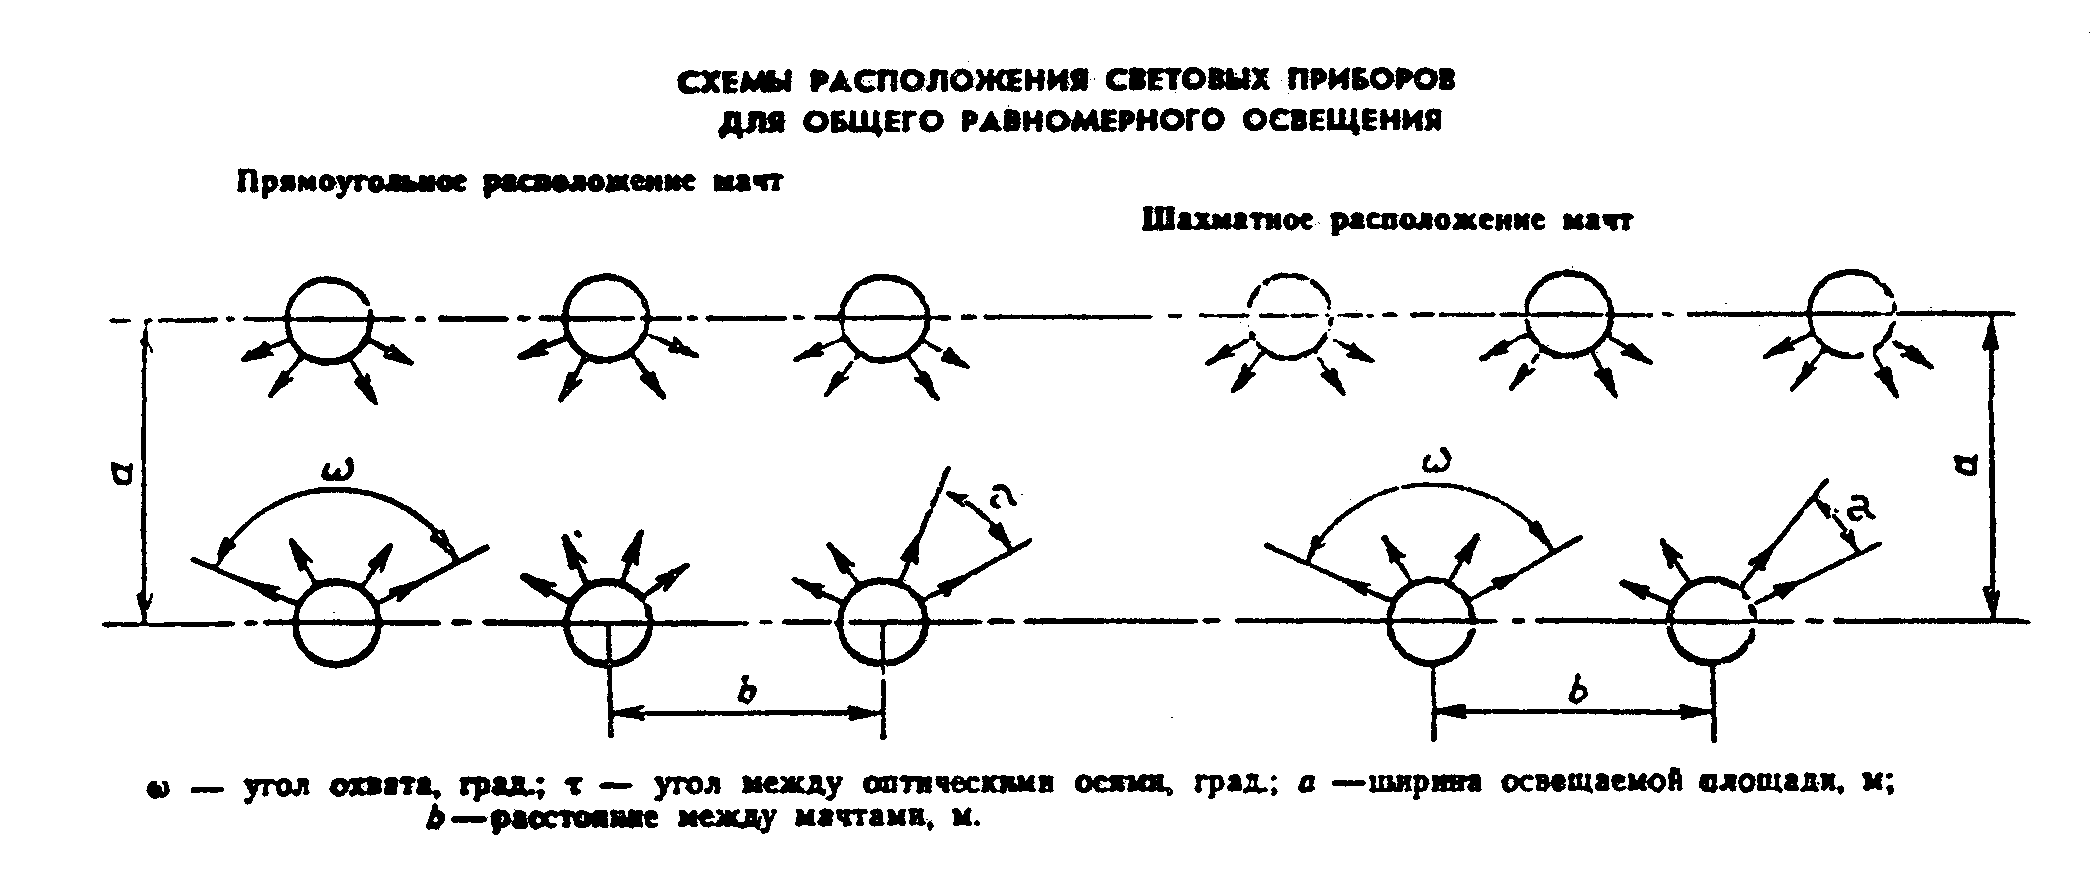 СХЕМЫ РАСПОЛОЖЕНИЯ СВЕТОВЫХ ПРИБОРОВ
ДЛЯ ОБЩЕГО РАВНОМЕРНОГО ОСВЕЩЕНИЯ
Прямоугольное расположение мачт
Шахматное расположение мачт
a
ω
τ
ω
τ
a
b
b
ω — угол охвата, град.; τ — угол между оптическими осями, град.; a —ширина освещаемой площади, м;
b—расстояние между мачтами, м.